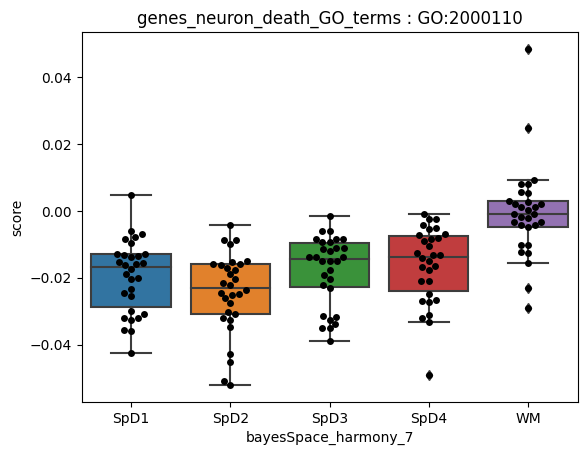 genes_neuron_death_GO_terms : GO:2000110
score
0.04
0.02
0.00
−0.02
−0.04
SpD1 SpD2 SpD3 SpD4 WM
bayesSpace_harmony_7